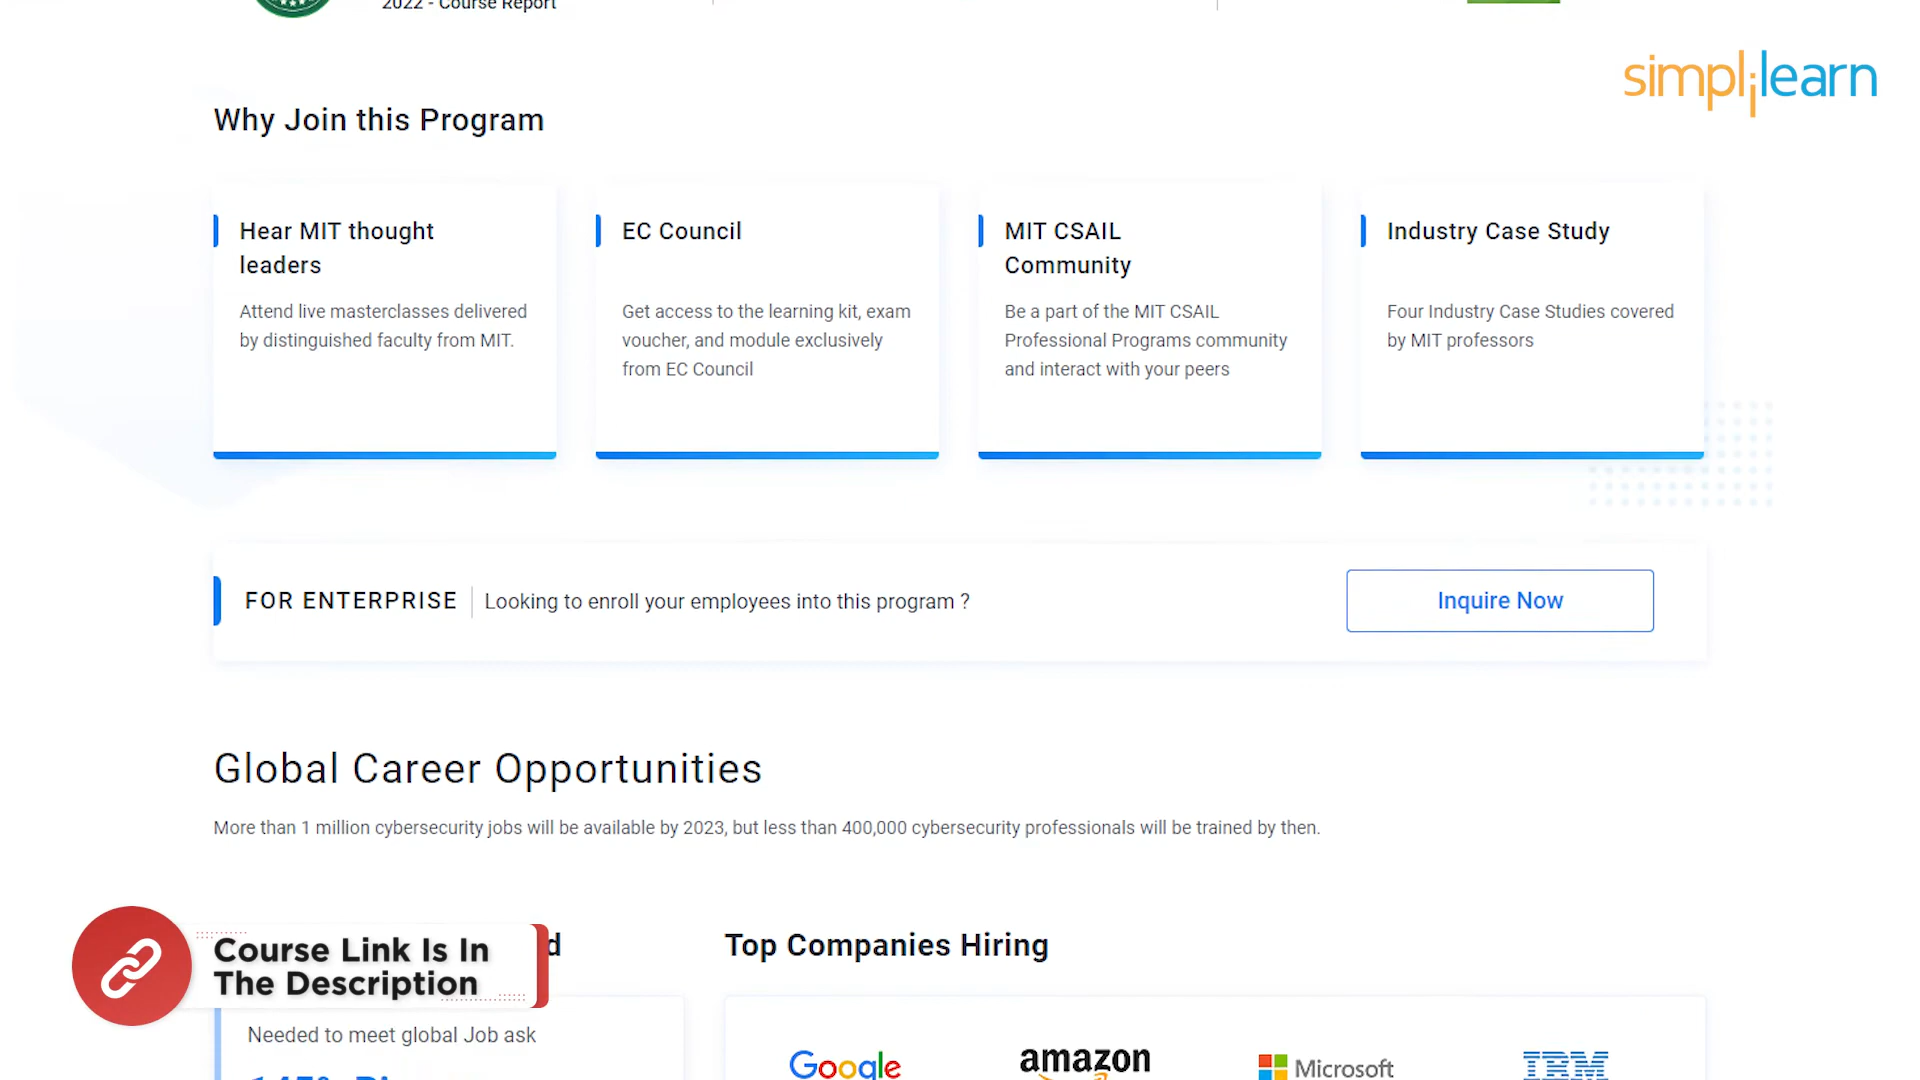 2022 - Course Report
simplilearn
Why Join this Program
Hear MIT thought
leaders
Attend live masterclasses delivered
by distinguished faculty from MIT.
EC Council
Get access to the learning kit, exam
voucher, and module exclusively
from EC Council
MIT CSAIL
Community
Be a part of the MIT CSAIL
Professional Programs community
and interact with your peers
Industry Case Study
Four Industry Case Studies covered
by MIT professors
FOR ENTERPRISE
Looking to enroll your employees into this program ?
Inquire Now
Global Career Opportunities
More than 1 million cybersecurity jobs will be available by 2023, but less than 400,000 cybersecurity professionals will be trained by then.
Course Link Is In
The Description
Needed to meet global Job ask
Top Companies Hiring
Google
amazon
Microsoft
IBM